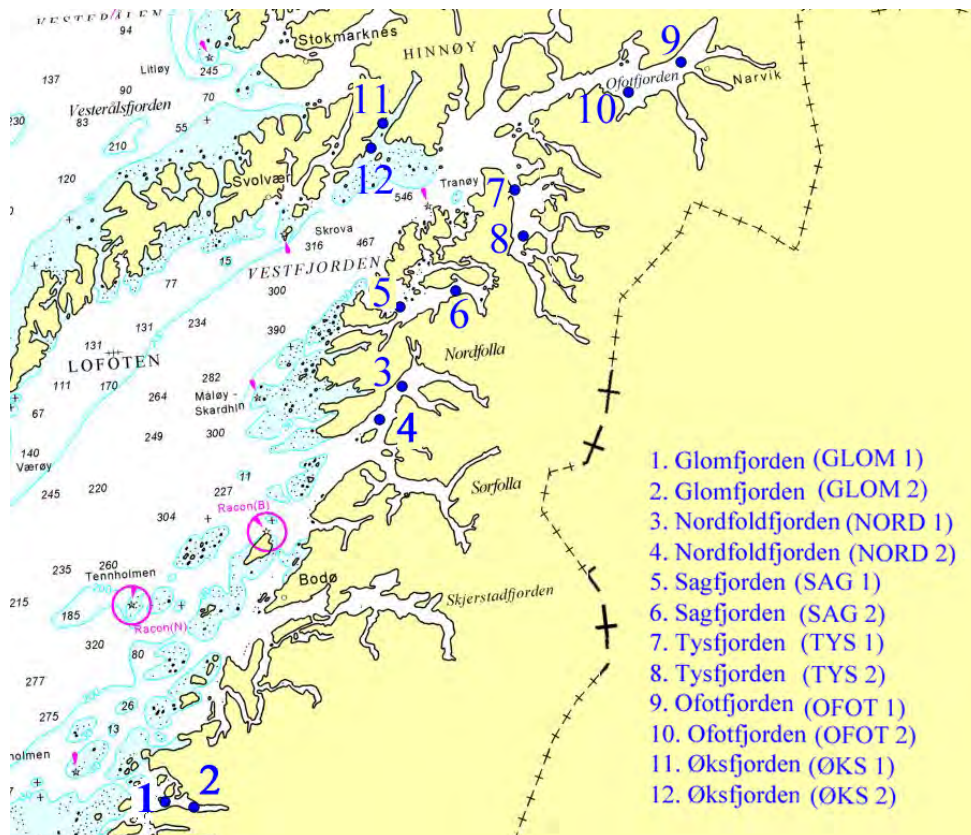 VESTERÅLEN
94
Stokmarknes
HINNØY
9
Litløy
245
137
Ofotfjorden
Narvik
90
70
10
Vesterålsfjorden
11
230
83
55
210
12
120
Svolvær
546
Tranøy
7
Skrova
316
467
8
15
VESTFJORDEN
77
300
5
6
131
234
390
131
Nordfolla
LOFOTEN
282
3
111
170
264
Måløy -
Skardhlm
67
4
249
300
140
Værøy
11
245
220
227
Sørfolla
Racon(B)
304
235
260
Tennholmen
Bodø
215
185
Skjerstadfjorden
Racon(N)
320
80
277
26
275
13
holmen
1
2
1. Glomfjorden (GLOM 1)
2. Glomfjorden (GLOM 2)
3. Nordfoldfjorden (NORD 1)
4. Nordfoldfjorden (NORD 2)
5. Sagfjorden (SAG 1)
6. Sagfjorden (SAG 2)
7. Tysfjorden (TYS 1)
8. Tysfjorden (TYS 2)
9. Ofotfjorden (OFOT 1)
10. Ofotfjorden (OFOT 2)
11. Øksfjorden (ØKS 1)
12. Øksfjorden (ØKS 2)